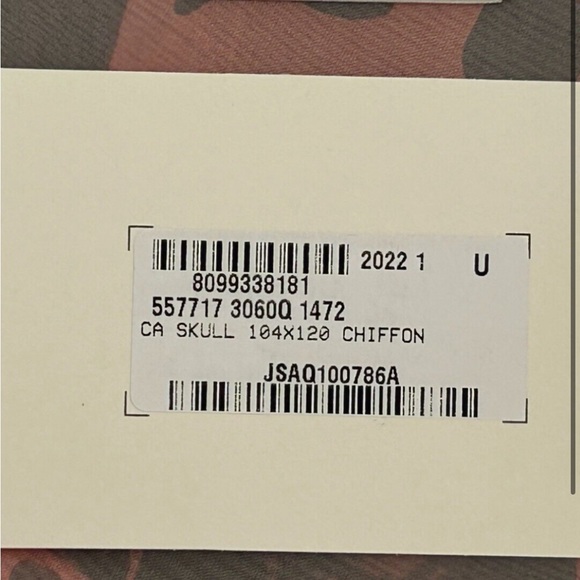 2022 1 U
8099338181
557717 3060Q 1472
CA SKULL 104X120 CHIFFON
JSAQ100786A